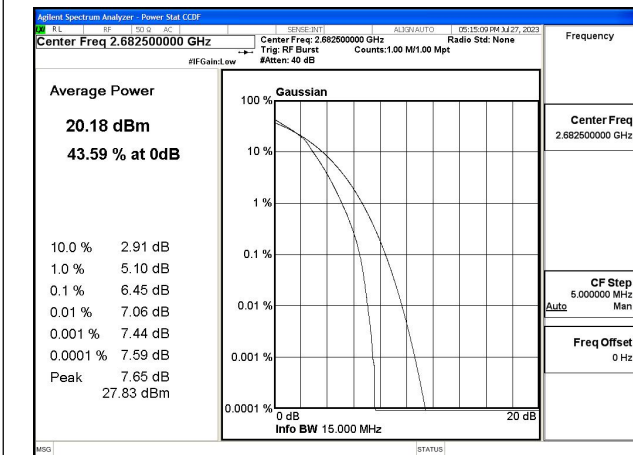 Agilent Spectrum Analyzer - Power Stat CCDF
LXI RL RF 50 Ω AC SENSE:INT ALIGN AUTO 05:15:09 PM Jul 27, 2023
Center Freq 2.682500000 GHz
Center Freq: 2.682500000 GHz Radio Std: None
Trig: RF Burst Counts:1.00 M/1.00 Mpt
#IFGain:Low #Atten: 40 dB
Frequency
Average Power
20.18 dBm
43.59 % at 0dB
10.0 % 2.91 dB
1.0 % 5.10 dB
0.1 % 6.45 dB
0.01 % 7.06 dB
0.001 % 7.44 dB
0.0001 % 7.59 dB
Peak 7.65 dB
27.83 dBm
Gaussian
100 %
10 %
1 %
0.1 %
0.01 %
0.001 %
0.0001 %
0 dB 20 dB
Info BW 15.000 MHz
Center Freq
2.682500000 GHz
CF Step
5.000000 MHz
Auto Man
Freq Offset
0 Hz
MSG STATUS